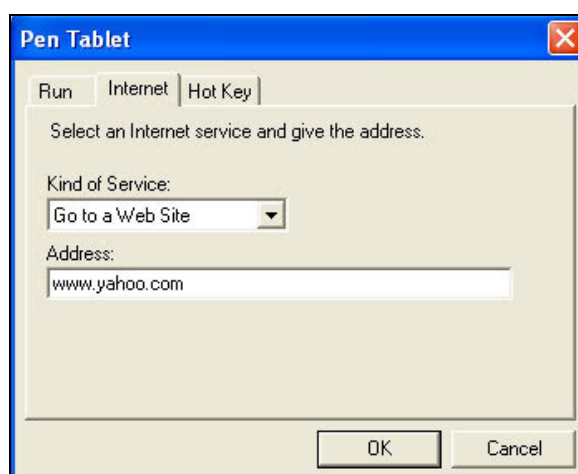 Pen Tablet
Run Internet Hot Key
Select an Internet service and give the address.
Kind of Service:
Go to a Web Site
Address:
www.yahoo.com
OK Cancel